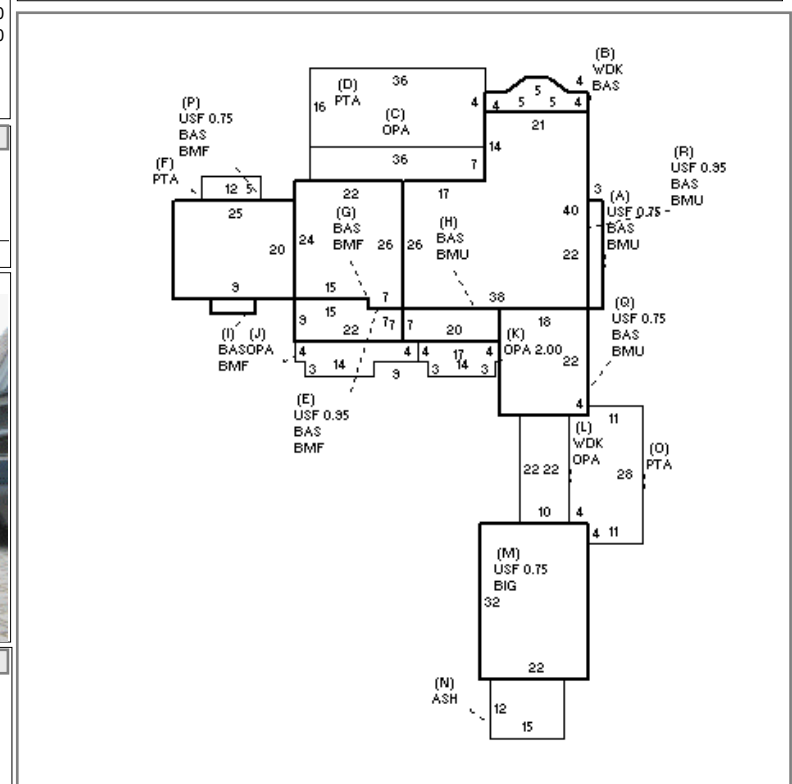 0
0
(B)
WDK
BAS
4
36
(D)
PTA
16
(C)
OPA
4
4
5
5
5
4
21
(P)
USF 0.75
BAS
BMF
14
36
7
(R)
USF 0.95
BAS
BMU
(F)
PTA
12
5
22
17
3
(A)
USF 0.75
BAS
BMU
25
(G)
BAS
BMF
40
(H)
BAS
BMU
20
24
26
26
22
9
15
7
38
(Q)
USF 0.75
BAS
BMU
15
9
22
7
7
7
20
18
(I)
(J)
BAS
OPA
BMF
4
14
3
4
9
4
17
4
3
14
3
(K)
OPA 2.00
22
(E)
USF 0.95
BAS
BMF
4
11
(L)
WDK
OPA
(O)
PTA
22
22
28
10
4
4
11
(M)
USF 0.75
BIG
32
22
(N)
ASH
12
15